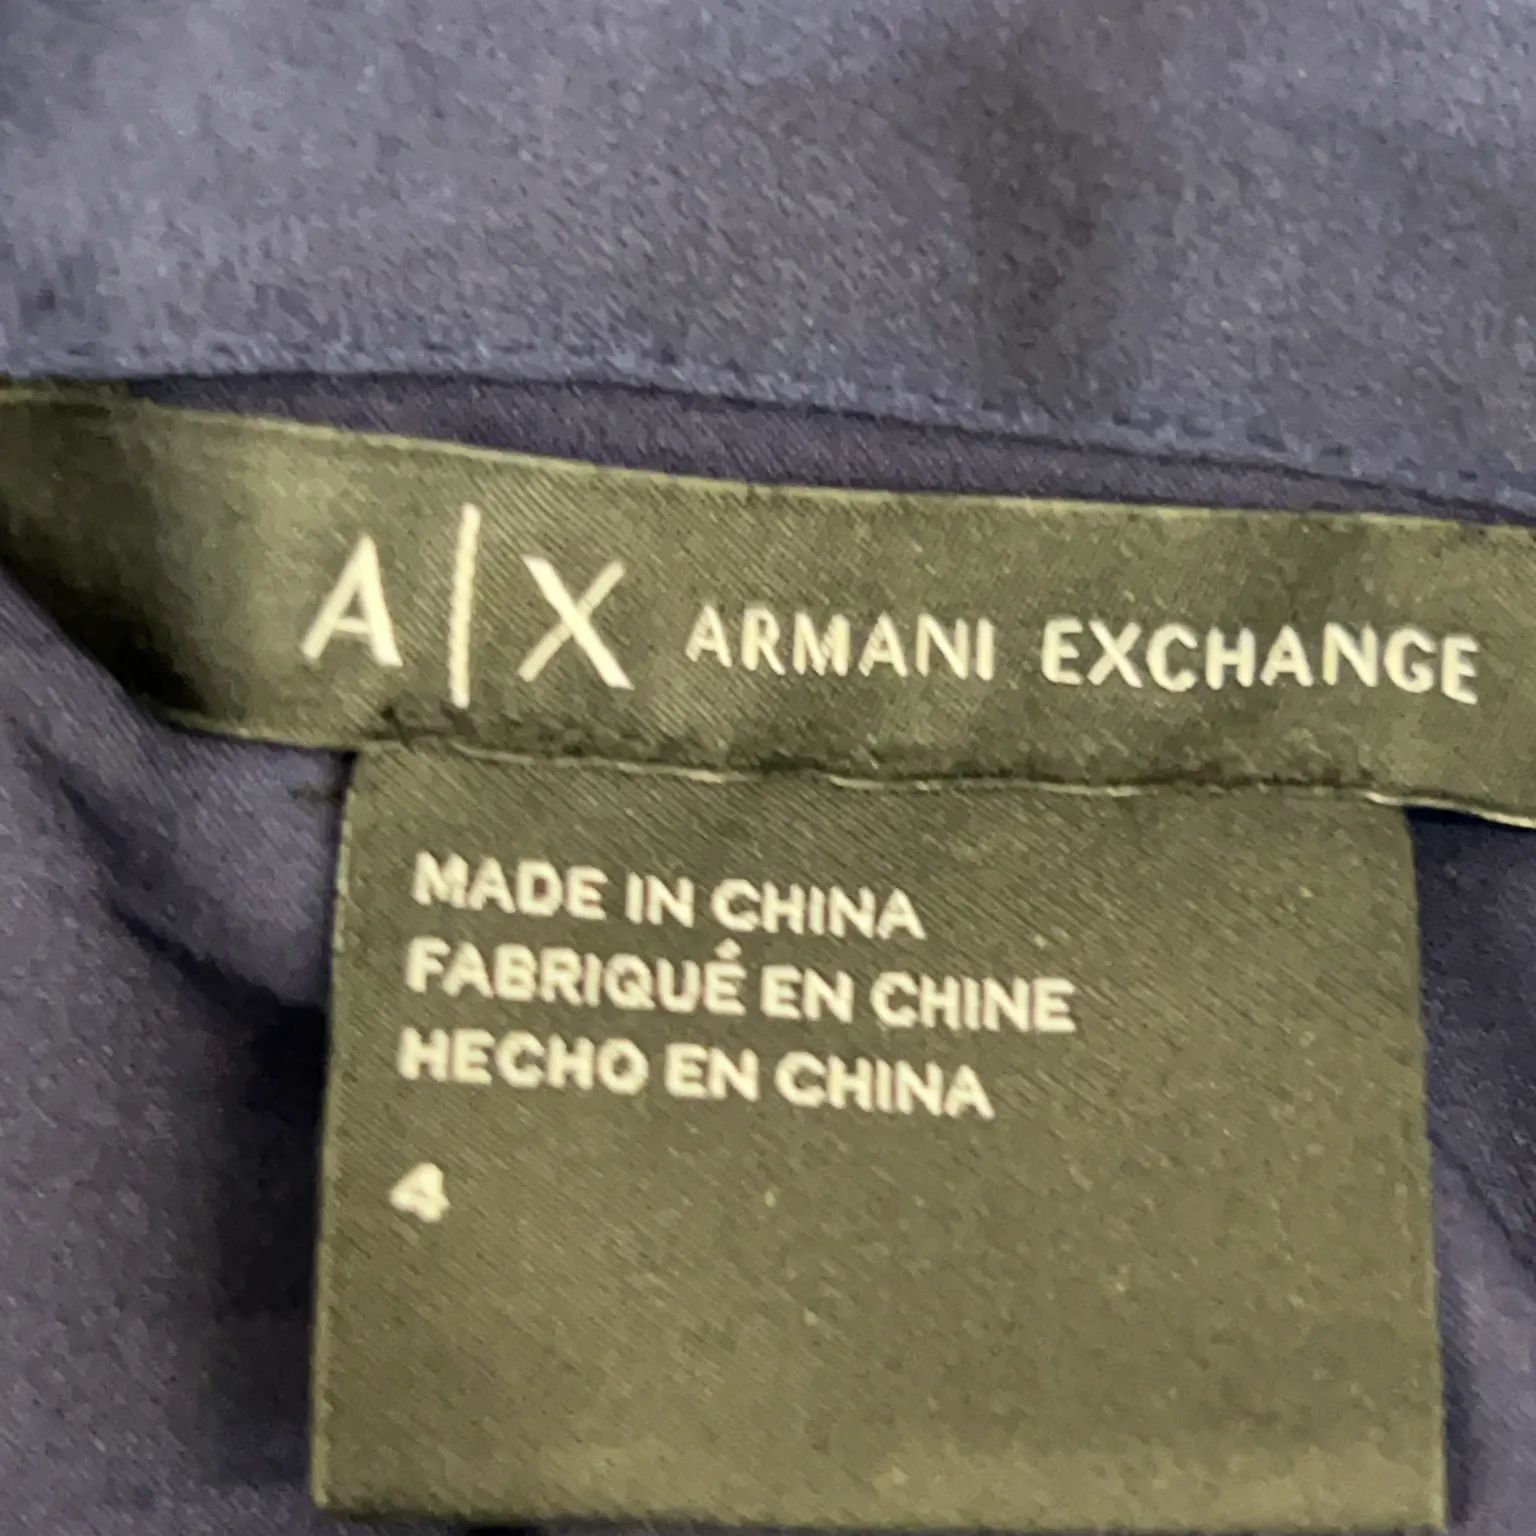 A|X ARMANI EXCHANGE
MADE IN CHINA
FABRIQUÉ EN CHINE
HECHO EN CHINA
4